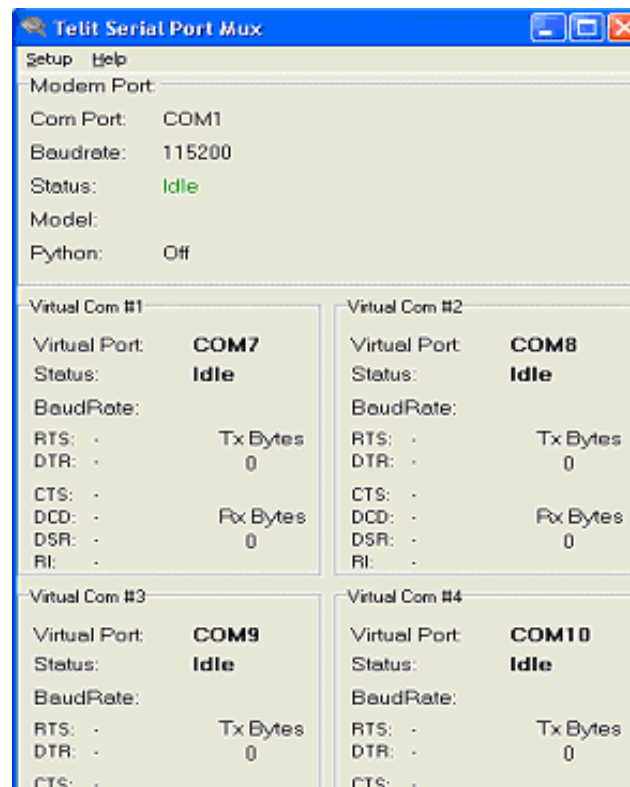 Telit Serial Port Mux
Setup Help
Modem Port:
Com Port: COM1
Baudrate: 115200
Status: Idle
Model:
Python: Off
Virtual Com #1
Virtual Port: COM7
Status: Idle
BaudRate:
RTS: - Tx Bytes
DTR: - 0
CTS: -
DCD: - Rx Bytes
DSR: - 0
RI: -
Virtual Com #2
Virtual Port: COM8
Status: Idle
BaudRate:
RTS: - Tx Bytes
DTR: - 0
CTS: -
DCD: - Rx Bytes
DSR: - 0
RI: -
Virtual Com #3
Virtual Port: COM9
Status: Idle
BaudRate:
RTS: - Tx Bytes
DTR: - 0
CTS: -
Virtual Com #4
Virtual Port: COM10
Status: Idle
BaudRate:
RTS: - Tx Bytes
DTR: - 0
CTS: -